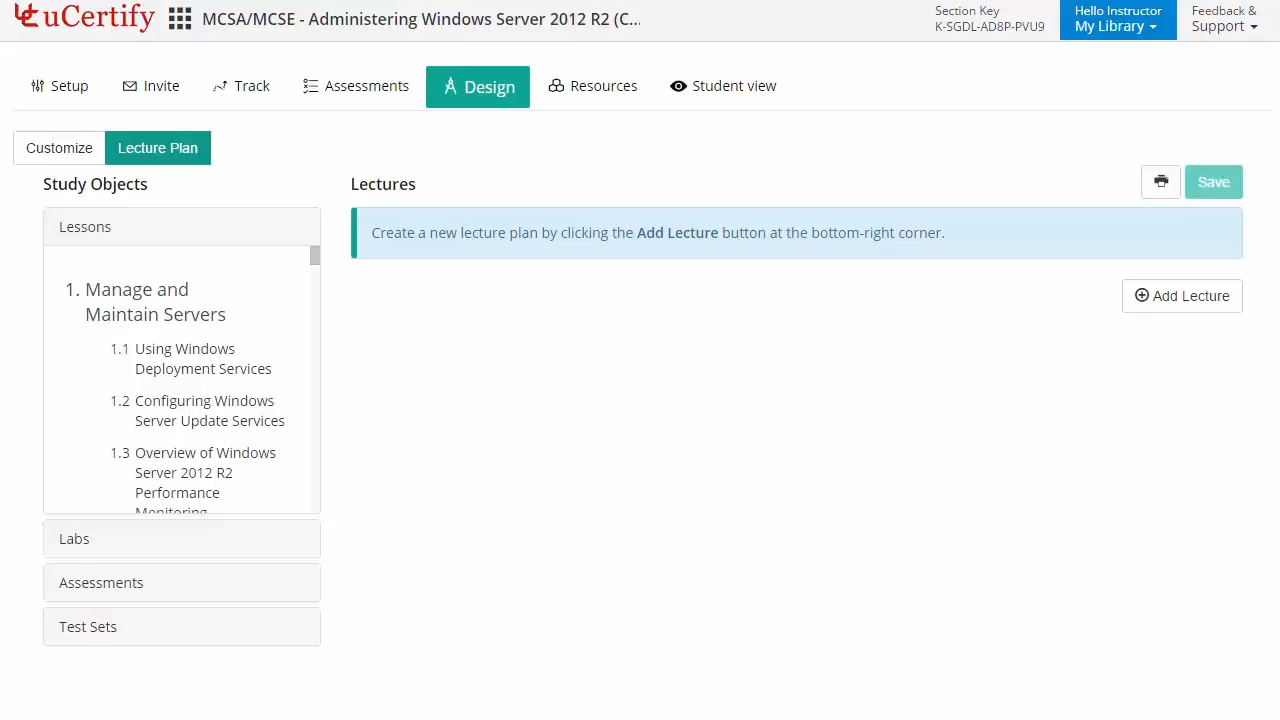 uCertify
MCSA/MCSE - Administering Windows Server 2012 R2 (C...
Section Key
K-SGDL-AD8P-PVU9
Hello Instructor
My Library
Feedback &
Support
Setup
Invite
Track
Assessments
Design
Resources
Student view
Customize
Lecture Plan
Study Objects
Lectures
Save
Lessons
Create a new lecture plan by clicking the Add Lecture button at the bottom-right corner.
Add Lecture
1. Manage and
Maintain Servers
1.1 Using Windows
Deployment Services
1.2 Configuring Windows
Server Update Services
1.3 Overview of Windows
Server 2012 R2
Performance
Monitoring
Labs
Assessments
Test Sets